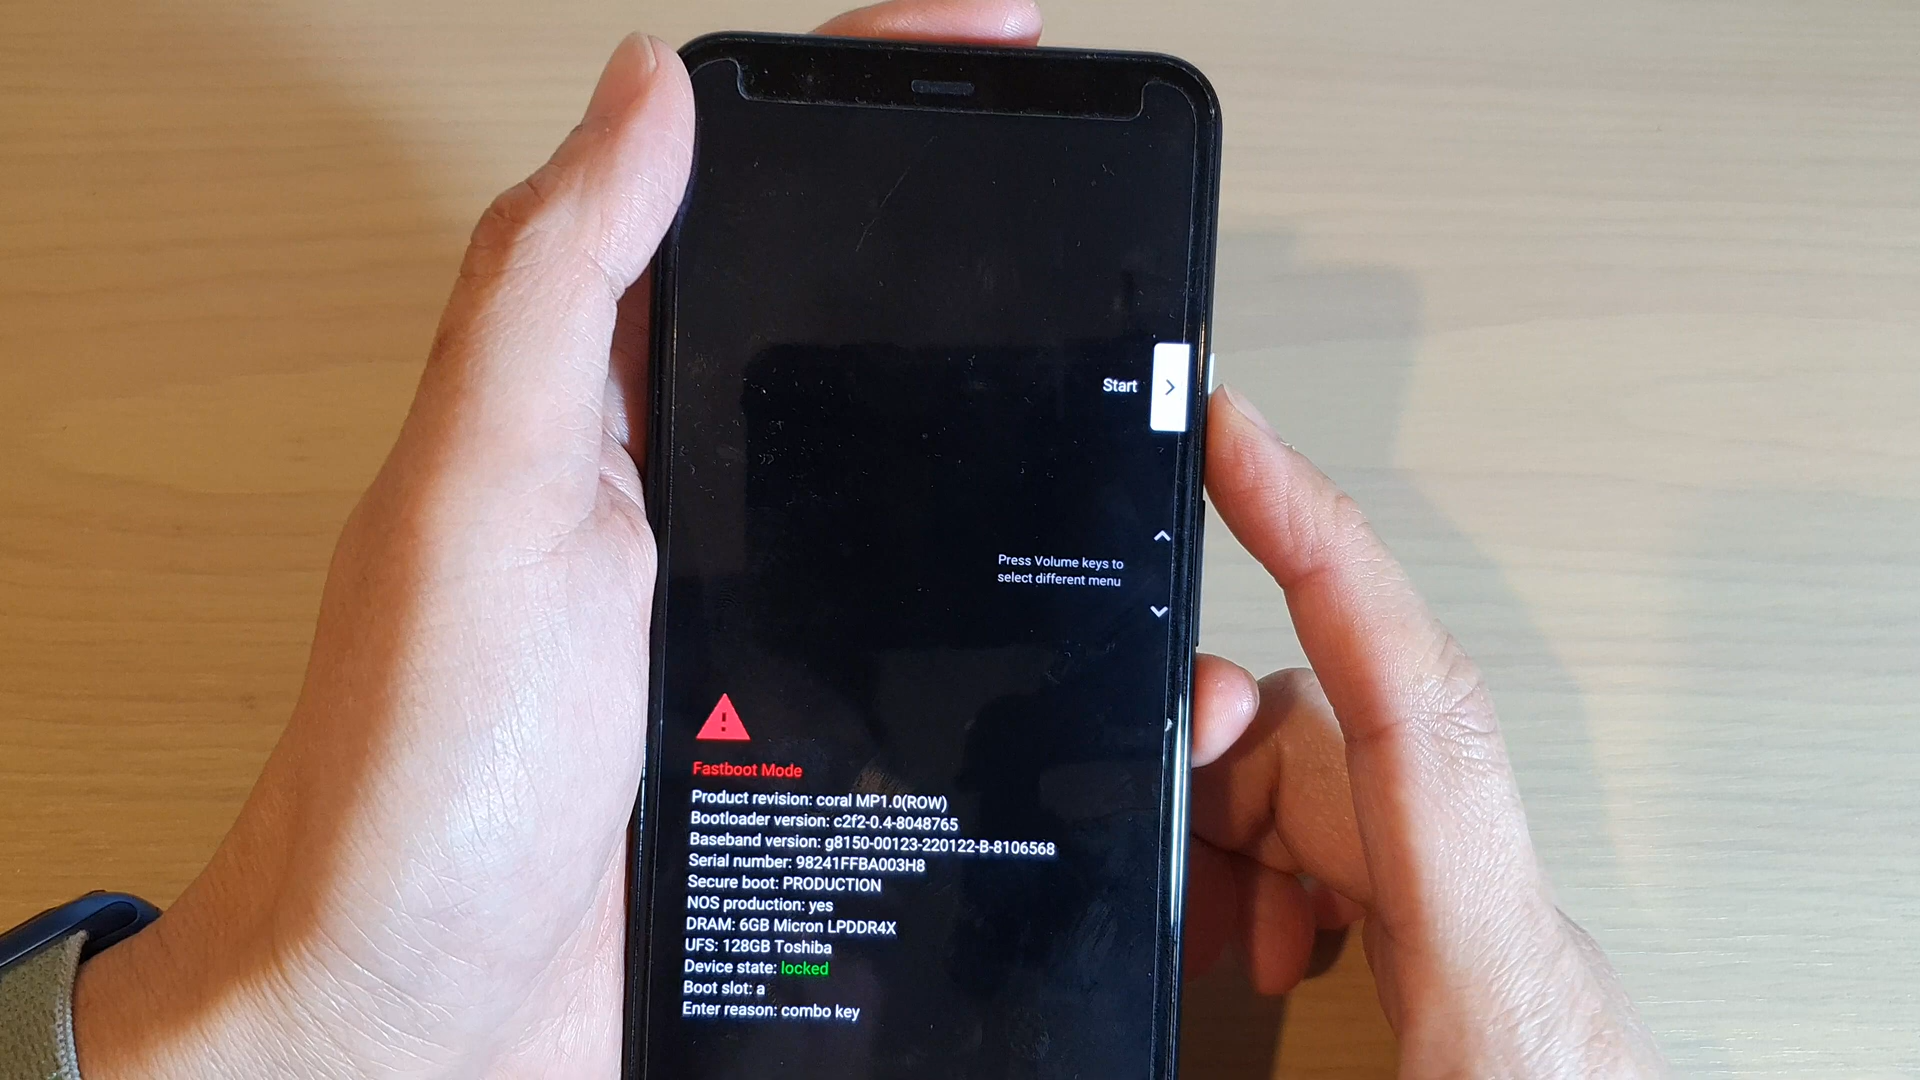 Start
Press Volume keys to
select different menu
Fastboot Mode
Product revision: coral MP1.0(ROW)
Bootloader version: c2f2-0.4-8048765
Baseband version: g8150-00123-220122-B-8106568
Serial number: 98241FFBA003H8
Secure boot: PRODUCTION
NOS production: yes
DRAM: 6GB Micron LPDDR4X
UFS: 128GB Toshiba
Device state: locked
Boot slot: a
Enter reason: combo key